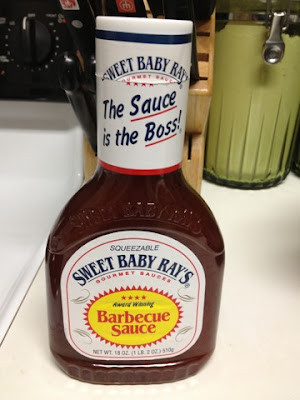 SWEET BABY RAY'S
GOURMET SAUCES
The Sauce
is the Boss!
SWEET BABY RAY'S
SQUEEZABLE
SWEET BABY RAY'S
GOURMET SAUCES
Award Winning
Barbecue
Sauce
NET WT. 18 OZ. (1 LB. 2 OZ.) 510g